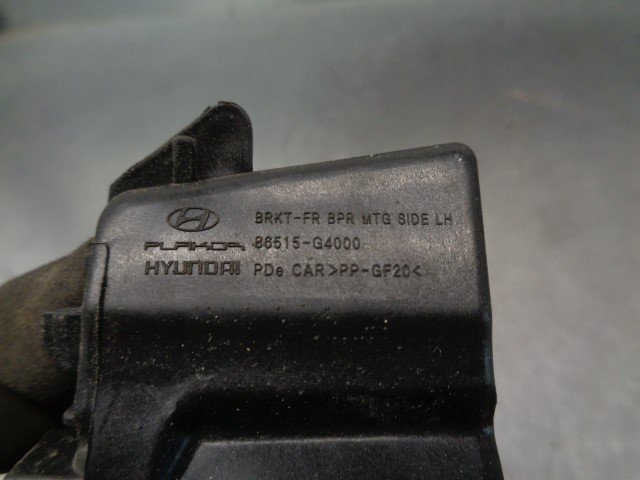 BRKT-FR BPR MTG SIDE LH
PLAKOR 86515-G4000
HYUNDAI PDe CAR >PP-GF20<